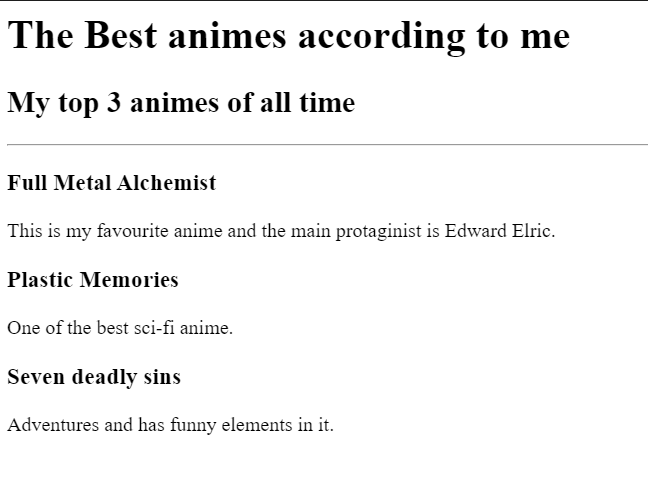 The Best animes according to me
My top 3 animes of all time
Full Metal Alchemist
This is my favourite anime and the main protaginist is Edward Elric.
Plastic Memories
One of the best sci-fi anime.
Seven deadly sins
Adventures and has funny elements in it.